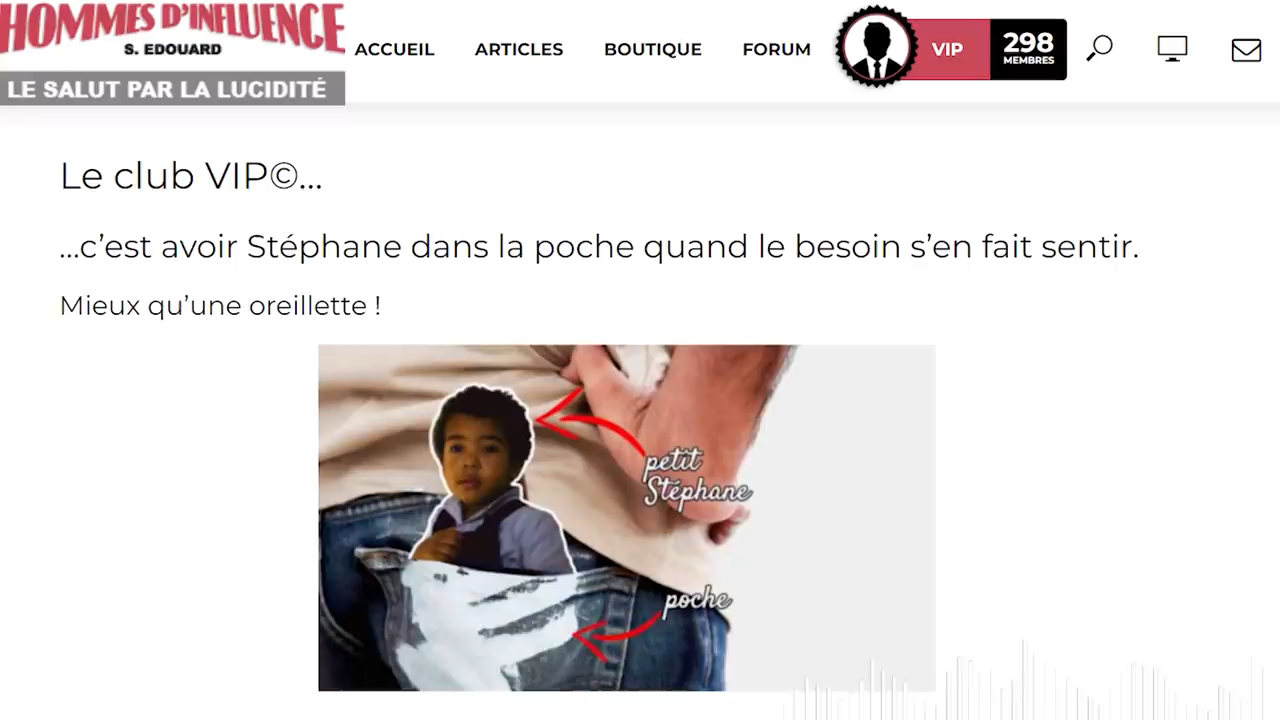 HOMMES D'INFLUENCE
S. EDOUARD
LE SALUT PAR LA LUCIDITÉ
ACCUEIL
ARTICLES
BOUTIQUE
FORUM
VIP
298
MEMBRES
Le club VIP©...
...c’est avoir Stéphane dans la poche quand le besoin s’en fait sentir.
Mieux qu’une oreillette !
petit
Stéphane
poche